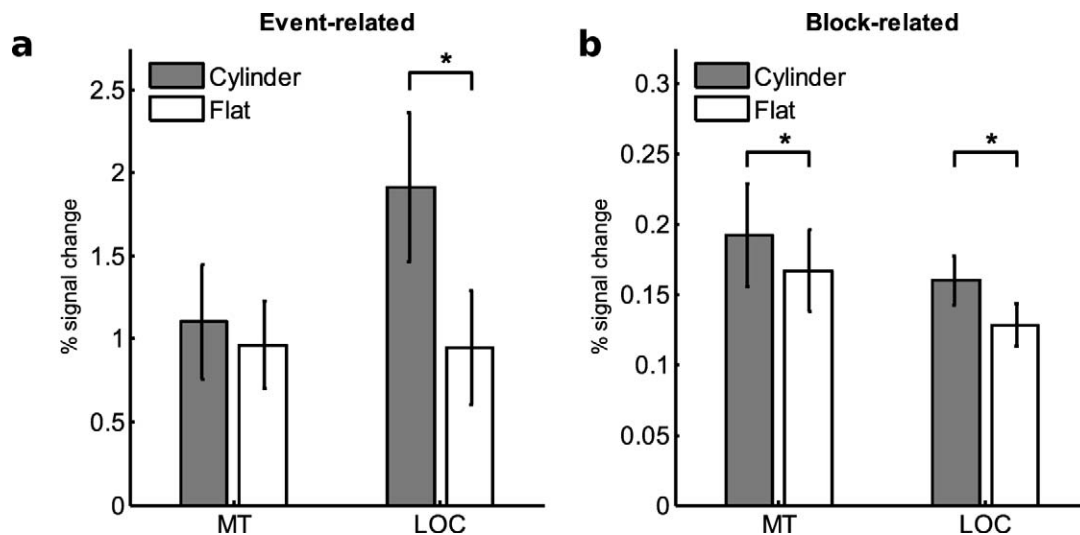 Event-related
a
*
Cylinder
Flat
% signal change
2.5
2
1.5
1
0.5
0
MT
LOC
Block-related
b
*
*
Cylinder
Flat
% signal change
0.3
0.25
0.2
0.15
0.1
0.05
0
MT
LOC